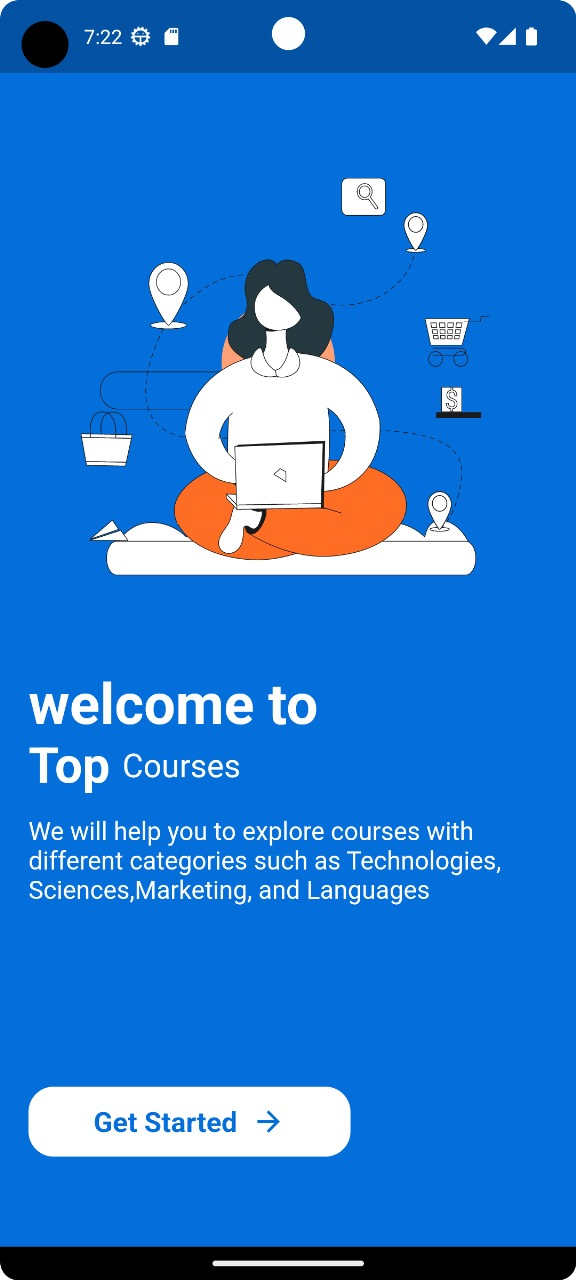 7:22
$
welcome to
Top Courses
We will help you to explore courses with
different categories such as Technologies,
Sciences,Marketing, and Languages
Get Started